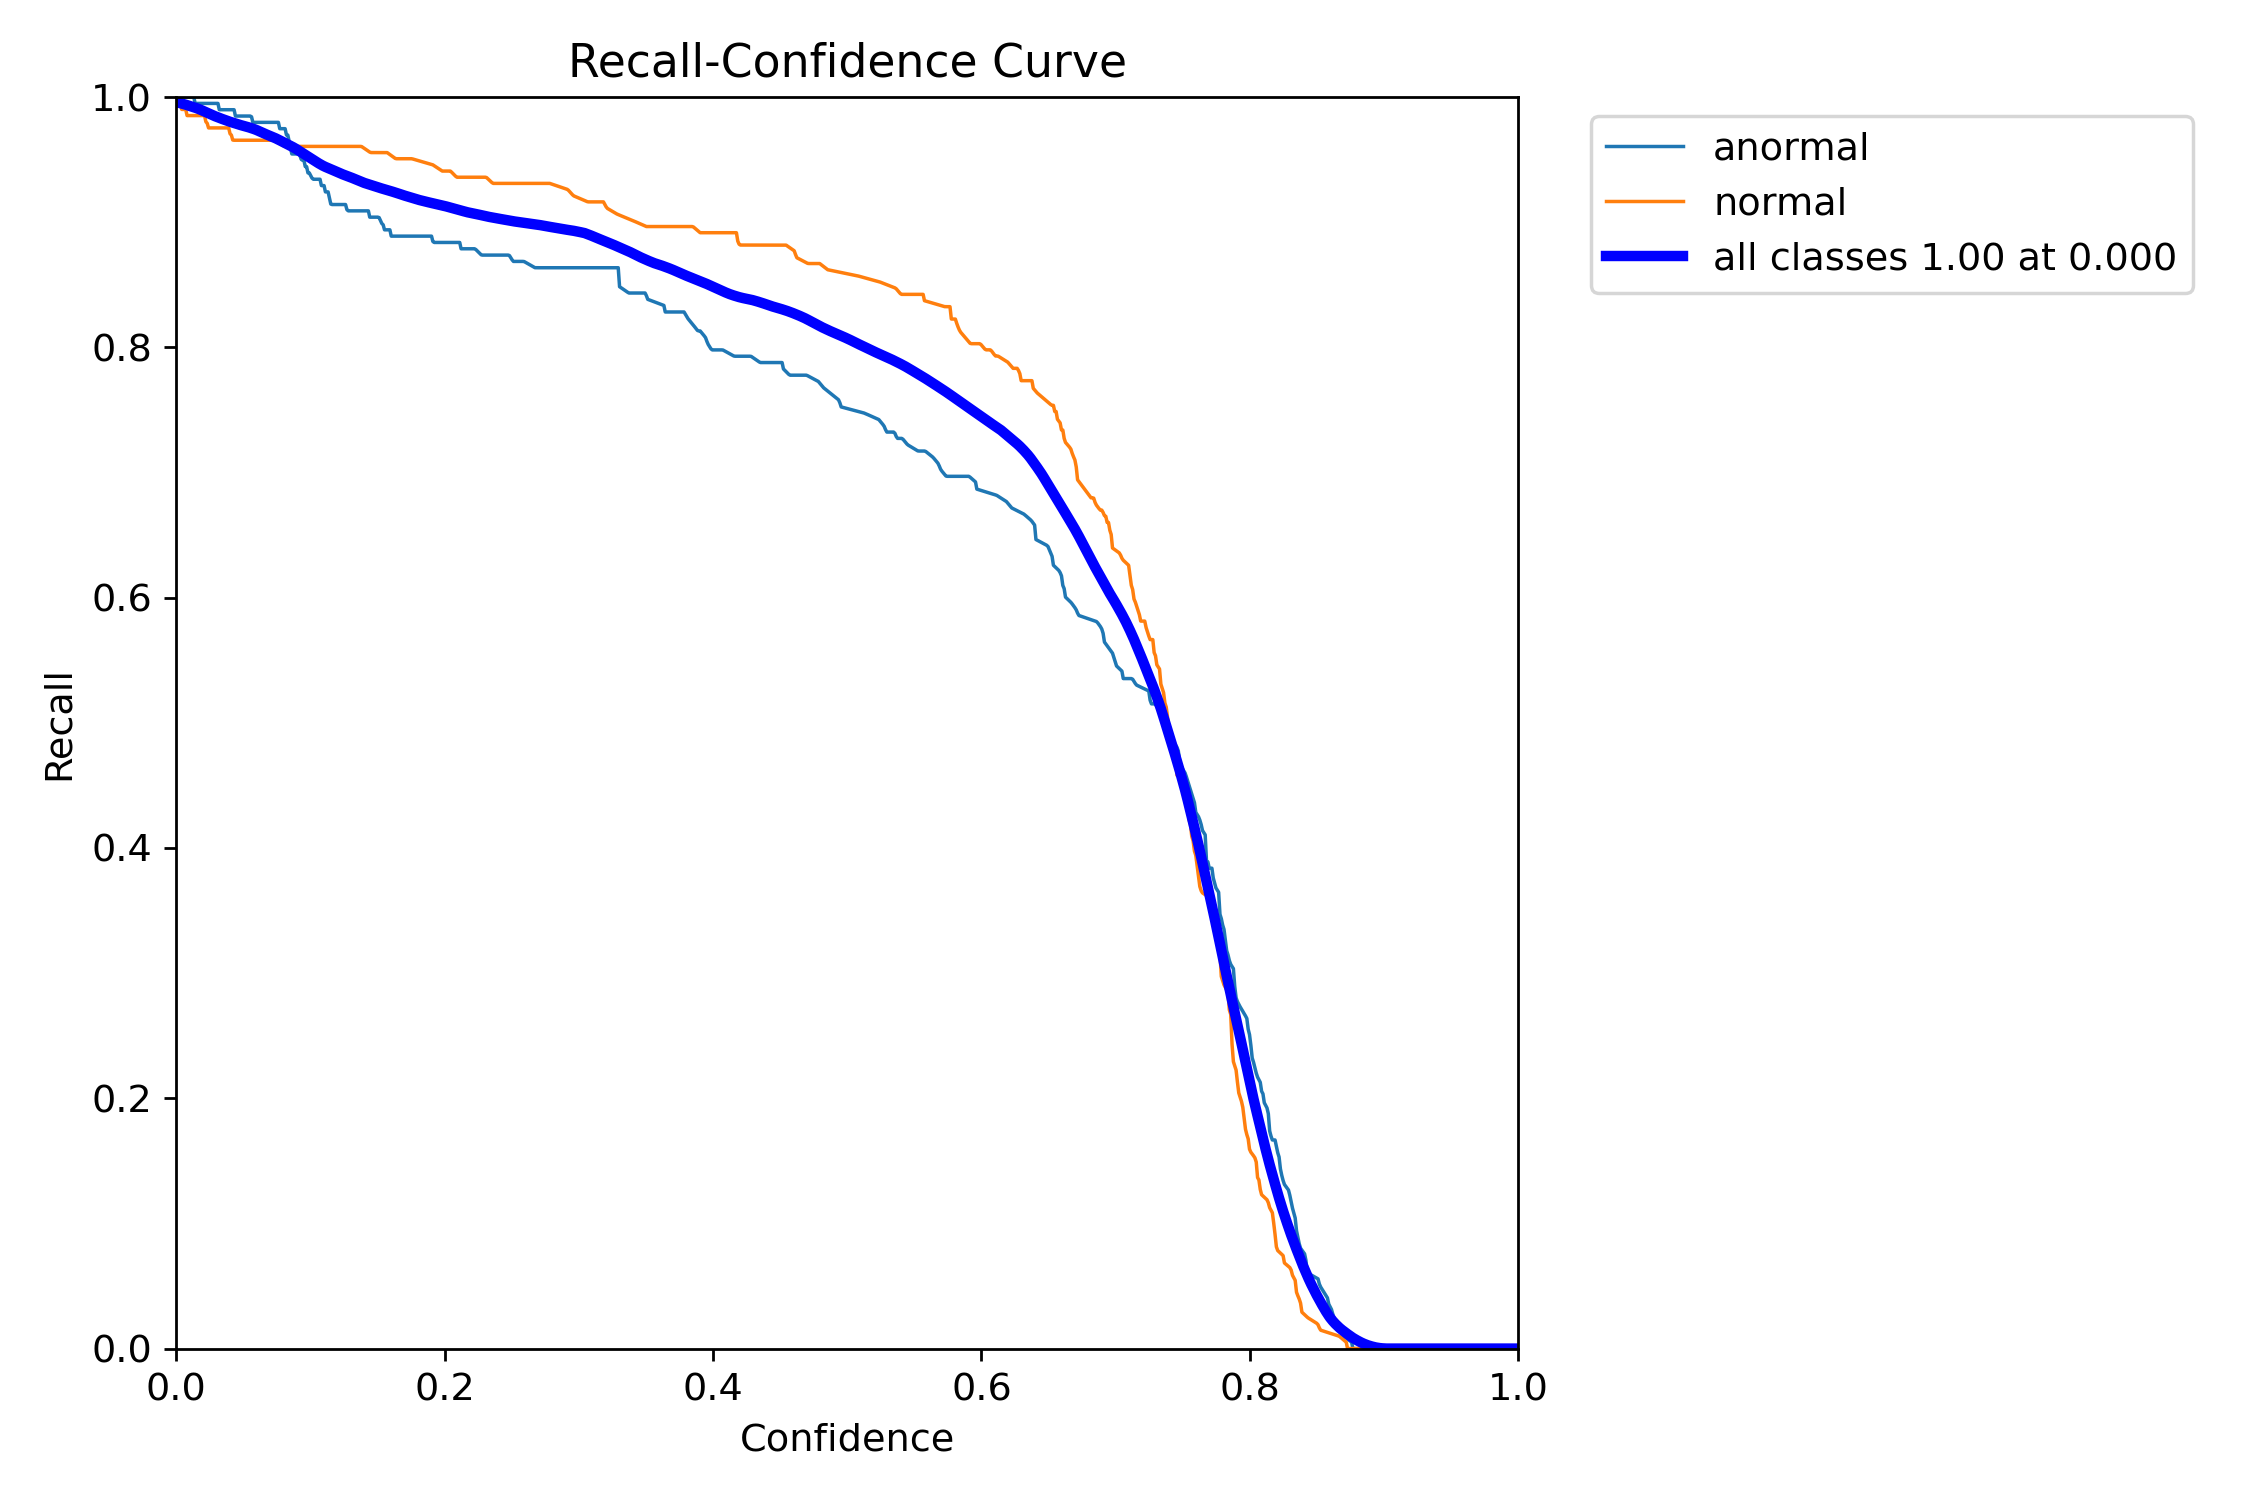 Recall-Confidence Curve
anormal
normal
all classes 1.00 at 0.000
1.0
0.8
0.6
0.4
0.2
0.0
Recall
0.0 0.2 0.4 0.6 0.8 1.0
Confidence